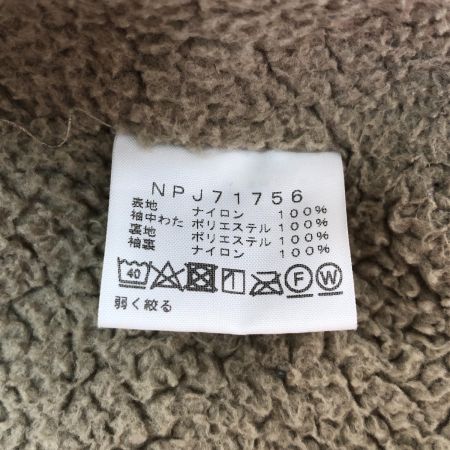 NPJ71756
表地 ナイロン 100%
袖中わた ポリエステル 100%
裏地 ポリエステル 100%
袖裏 ナイロン 100%
40 F W
弱く絞る